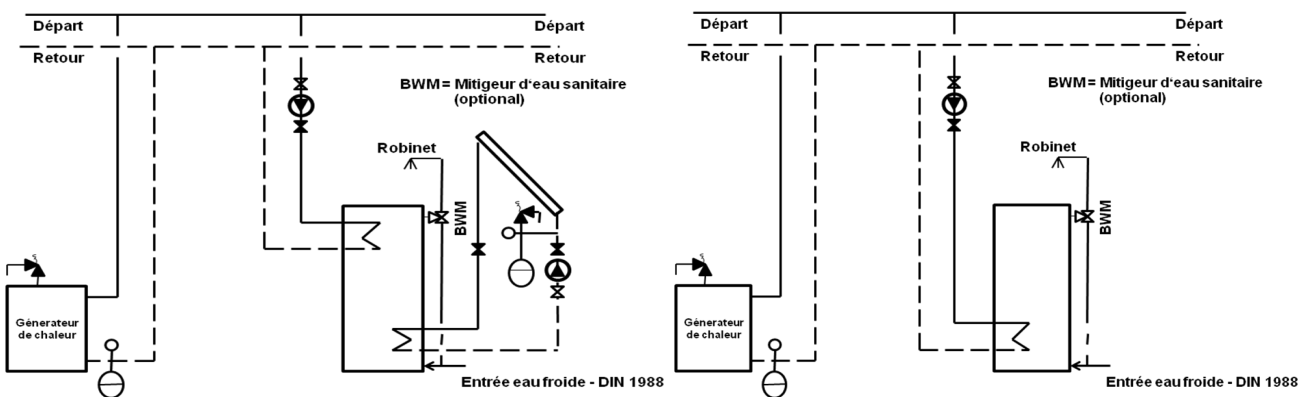 Départ
Départ
Retour
Retour
BWM = Mitigeur d'eau sanitaire
(optional)
Robinet
BWM
Génerateur
de chaleur
Entrée eau froide - DIN 1988
Départ
Départ
Retour
Retour
BWM = Mitigeur d'eau sanitaire
(optional)
Robinet
BWM
Génerateur
de chaleur
Entrée eau froide - DIN 1988